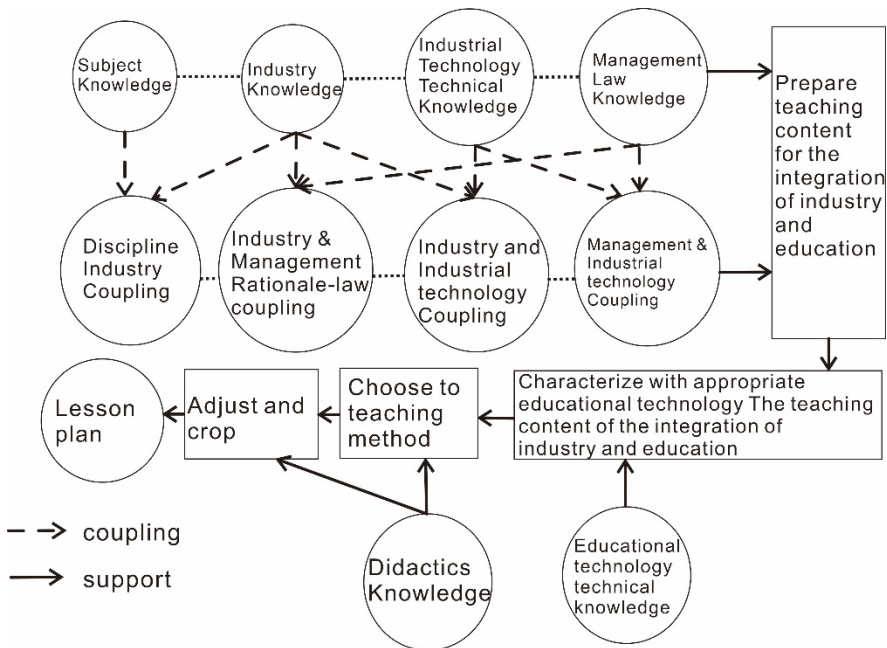 Subject
Knowledge
Industry
Knowledge
Industrial
Technology
Technical
Knowledge
Management
Law
Knowledge
Prepare
teaching
content
for the
integration
of industry
and
education
Discipline
Industry
Coupling
Industry &
Management
Rationale-law
coupling
Industry and
Industrial
technology
Coupling
Management &
Industrial
technology
Coupling
Lesson
plan
Adjust and
crop
Choose to
teaching
method
Characterize with appropriate
educational technology The teaching
content of the integration of
industry and education
coupling
support
Didactics
Knowledge
Educational
technology
technical
knowledge